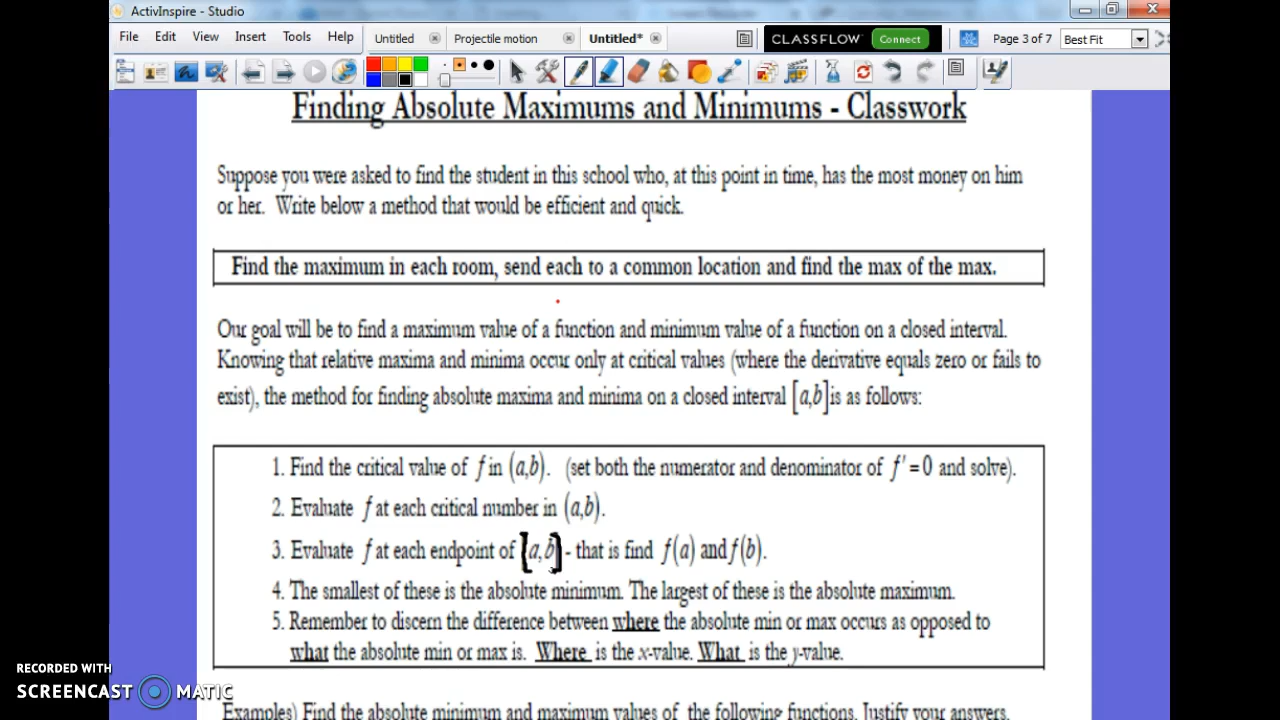 ActivInspire - Studio
File Edit View Insert Tools Help Untitled Projectile motion Untitled* CLASSFLOW Connect Page 3 of 7 Best Fit
Finding Absolute Maximums and Minimums - Classwork
Suppose you were asked to find the student in this school who, at this point in time, has the most money on him
or her. Write below a method that would be efficient and quick.
Find the maximum in each room, send each to a common location and find the max of the max.
Our goal will be to find a maximum value of a function and minimum value of a function on a closed interval.
Knowing that relative maxima and minima occur only at critical values (where the derivative equals zero or fails to
exist), the method for finding absolute maxima and minima on a closed interval [a,b] is as follows:
1. Find the critical value of f in (a,b). (set both the numerator and denominator of f' = 0 and solve).
2. Evaluate f at each critical number in (a,b).
3. Evaluate f at each endpoint of [a,b] - that is find f(a) and f(b).
4. The smallest of these is the absolute minimum. The largest of these is the absolute maximum.
5. Remember to discern the difference between where the absolute min or max occurs as opposed to
what the absolute min or max is. Where is the x-value. What is the y-value.
Examples) Find the absolute minimum and maximum values of the following functions. Justify your answers.
RECORDED WITH
SCREENCAST MATIC